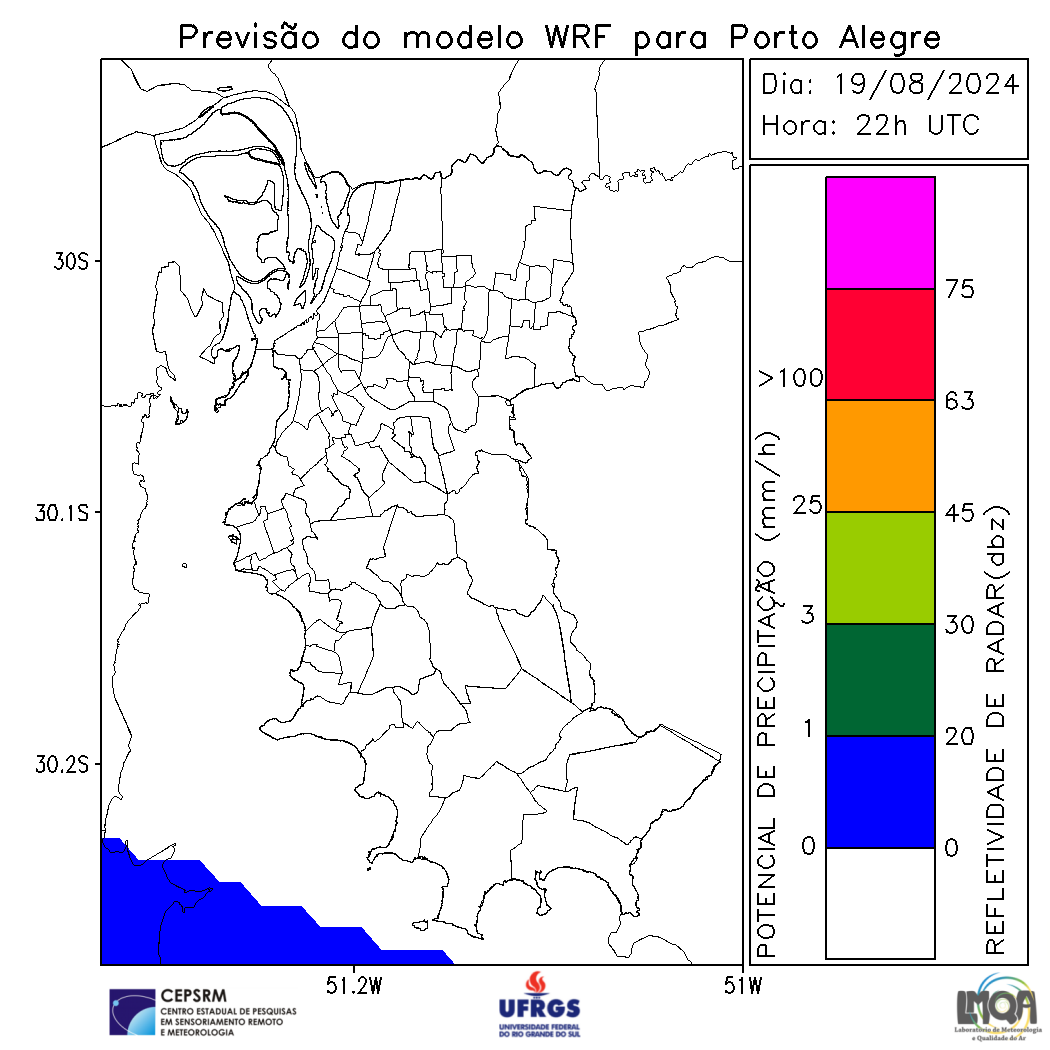 Previsão do modelo WRF para Porto Alegre
Dia: 19/08/2024
Hora: 22h UTC
30S
30.1S
30.2S
51.2W
51W
POTENCIAL DE PRECIPITAÇÃO (mm/h)
>100
25
3
1
0
75
63
45
30
20
0
REFLETIVIDADE DE RADAR(dbz)
CEPSRM
CENTRO ESTADUAL DE PESQUISAS
EM SENSORIAMENTO REMOTO
E METEOROLOGIA
UFRGS
UNIVERSIDADE FEDERAL
DO RIO GRANDE DO SUL
LMQA
Laboratório de Meteorologia
e Qualidade do Ar